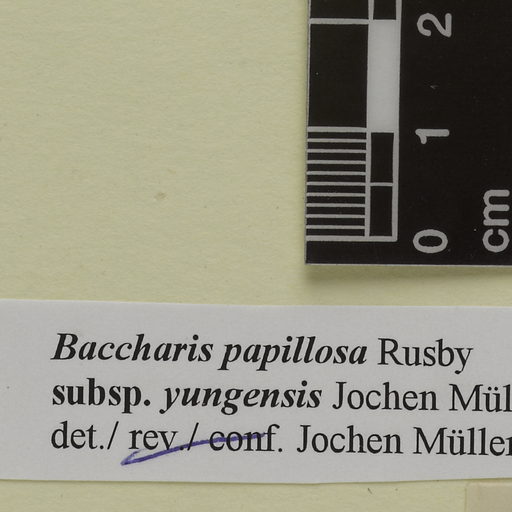 2
1
0
cm
Baccharis papillosa Rusby
subsp. yungensis Jochen Mül
det./ rev./ conf. Jochen Müller